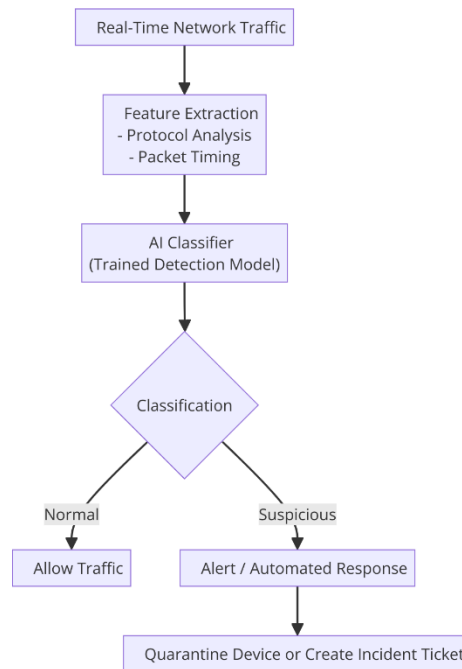 Real-Time Network Traffic
Feature Extraction
- Protocol Analysis
- Packet Timing
AI Classifier
(Trained Detection Model)
Classification
Normal
Suspicious
Allow Traffic
Alert / Automated Response
Quarantine Device or Create Incident Ticket